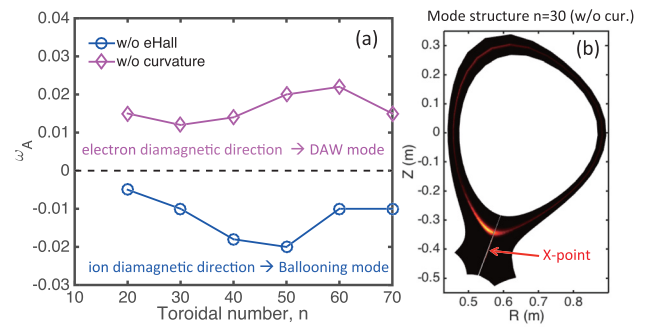 Mode structure n=30 (w/o cur.)
0.04
0.03
0.02
0.01
0
-0.01
-0.02
-0.03
ω_A
w/o eHall
w/o curvature
(a)
electron diamagnetic direction → DAW mode
ion diamagnetic direction → Ballooning mode
10 20 30 40 50 60 70
Toroidal number, n
(b)
0.3
0.2
0.1
0
-0.1
-0.2
-0.3
-0.4
-0.5
Z (m)
X-point
0.5 0.6 0.7 0.8
R (m)